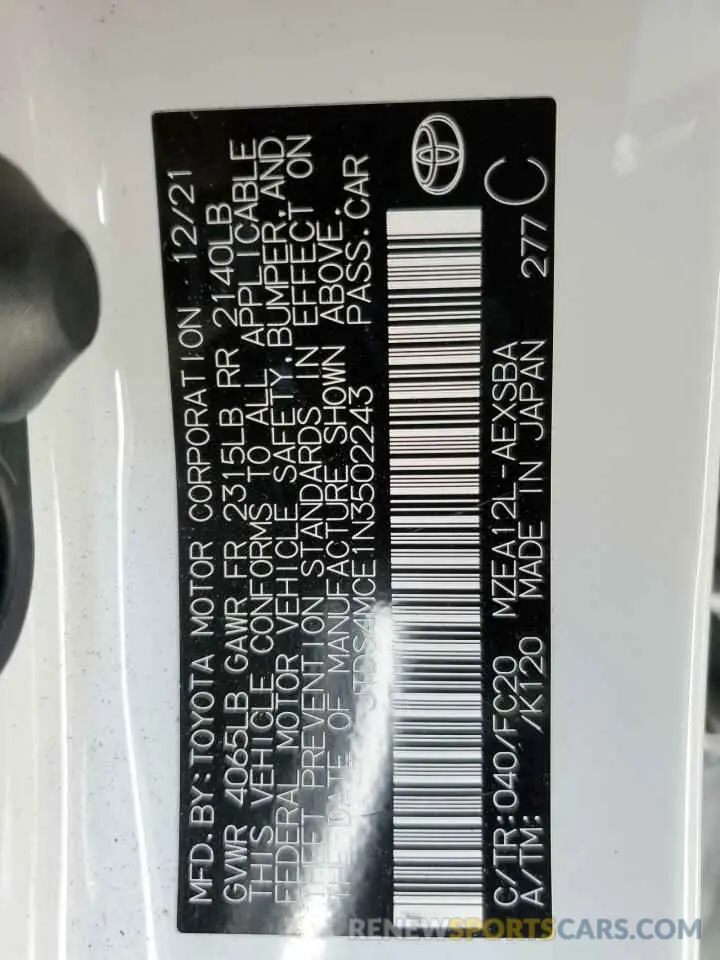 MFD.BY:TOYOTA MOTOR CORPORATION 12/21
GVWR 4065LB GAWR FR 2315LB RR 2140LB
THIS VEHICLE CONFORMS TO ALL APPLICABLE
FEDERAL MOTOR VEHICLE SAFETY,BUMPER,AND
THEFT PREVENTION STANDARDS IN EFFECT ON
THE DATE OF MANUFACTURE SHOWN ABOVE.
JTDS4MCE1N3502243 PASS.CAR
C/TR:040/FC20 MZEA12L-AEXSBA 277 C
A/TM: /K120 MADE IN JAPAN
RENEWSPORTSCARS.COM